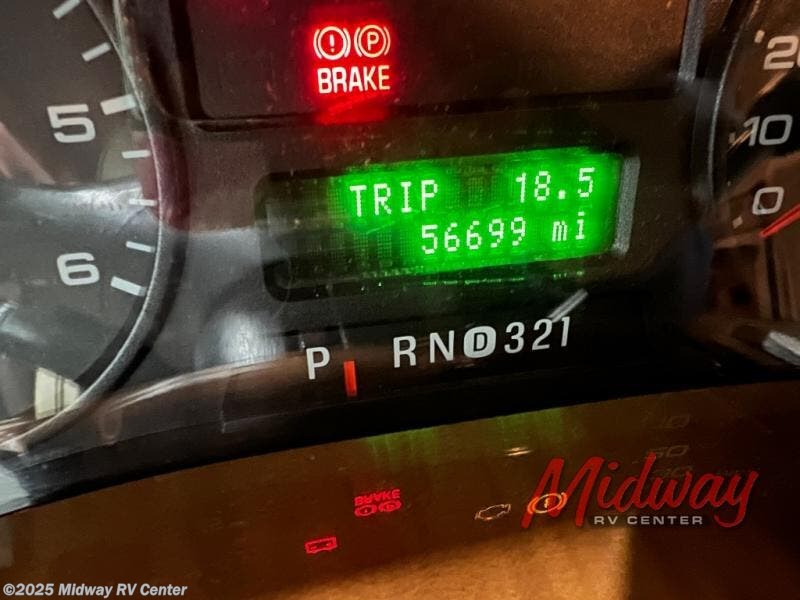 (!) (P)
BRAKE
20
10
0
5
6
TRIP 18.5
56699 mi
P RND321
BRAKE
Midway
RV CENTER
©2025 Midway RV Center